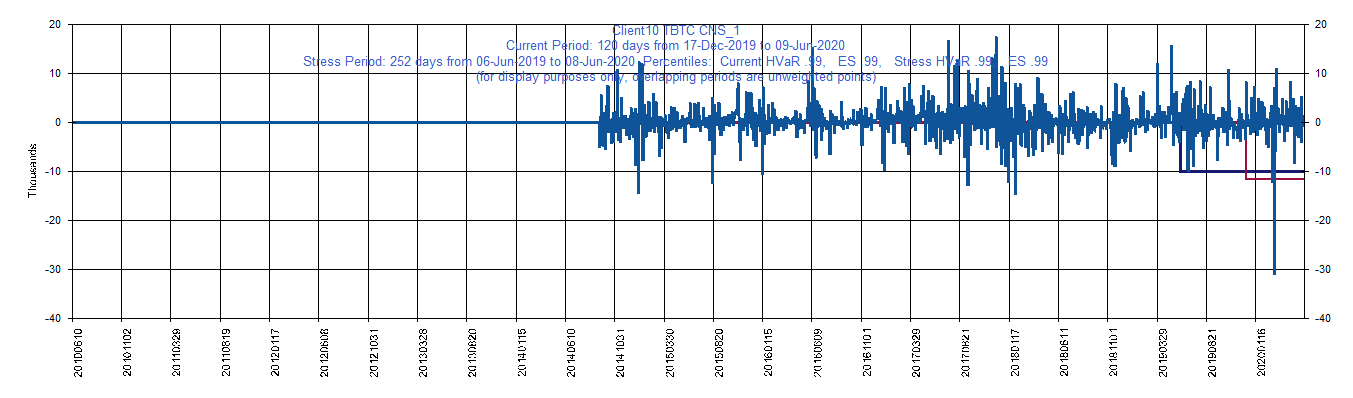 Client10 TBTC CNS_1
Current Period: 120 days from 17-Dec-2019 to 09-Jun-2020
Stress Period: 252 days from 06-Jun-2019 to 08-Jun-2020 Percentiles: Current HVaR .99, ES .99, Stress HVaR .99, ES .99
(for display purposes only, overlapping periods are unweighted points)
20 20
10 10
0 0
-10 -10
-20 -20
-30 -30
-40 -40
Thousands
20100610 20101102 20110329 20110819 20120117 20120608 20121031 20130328 20130820 20140115 20140610 20141031 20150330 20150820 20160115 20160609 20161101 20170329 20170821 20180117 20180611 20181101 20190329 20190821 20200116